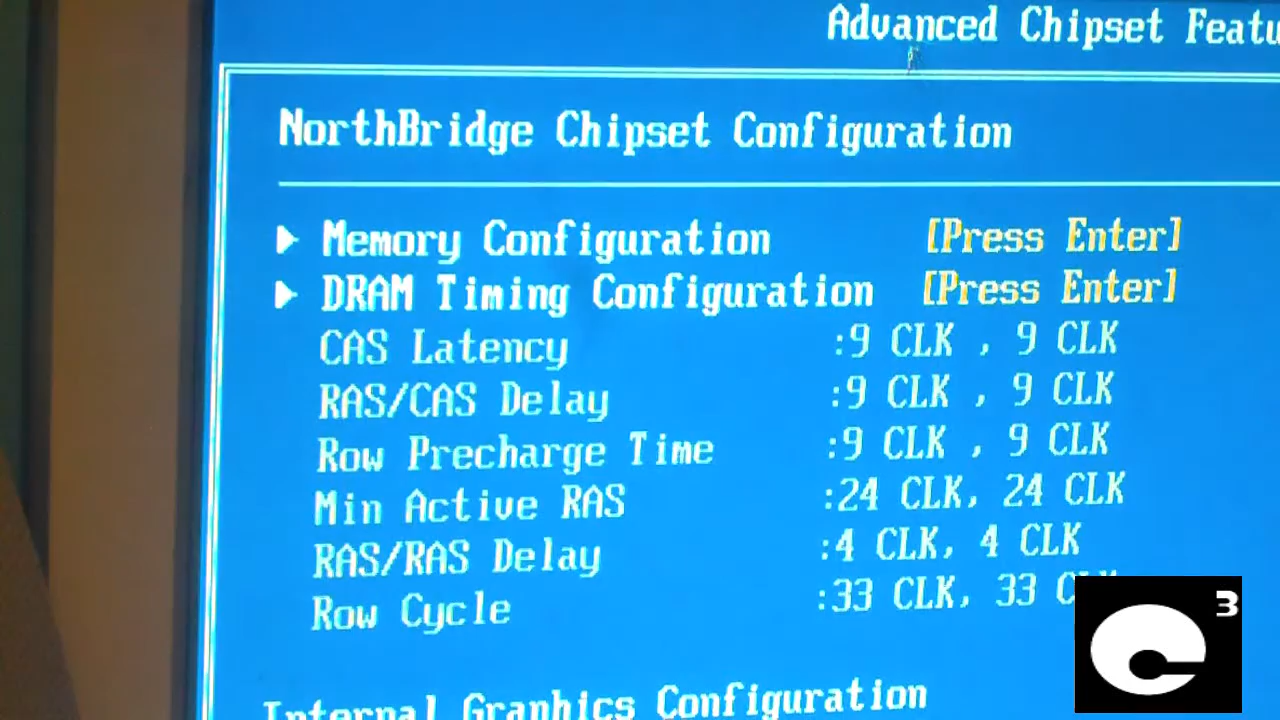 Advanced Chipset Featu
NorthBridge Chipset Configuration
Memory Configuration [Press Enter]
DRAM Timing Configuration [Press Enter]
CAS Latency :9 CLK , 9 CLK
RAS/CAS Delay :9 CLK , 9 CLK
Row Precharge Time :9 CLK , 9 CLK
Min Active RAS :24 CLK, 24 CLK
RAS/RAS Delay :4 CLK, 4 CLK
Row Cycle :33 CLK, 33 C
Internal Graphics Configuration
e3